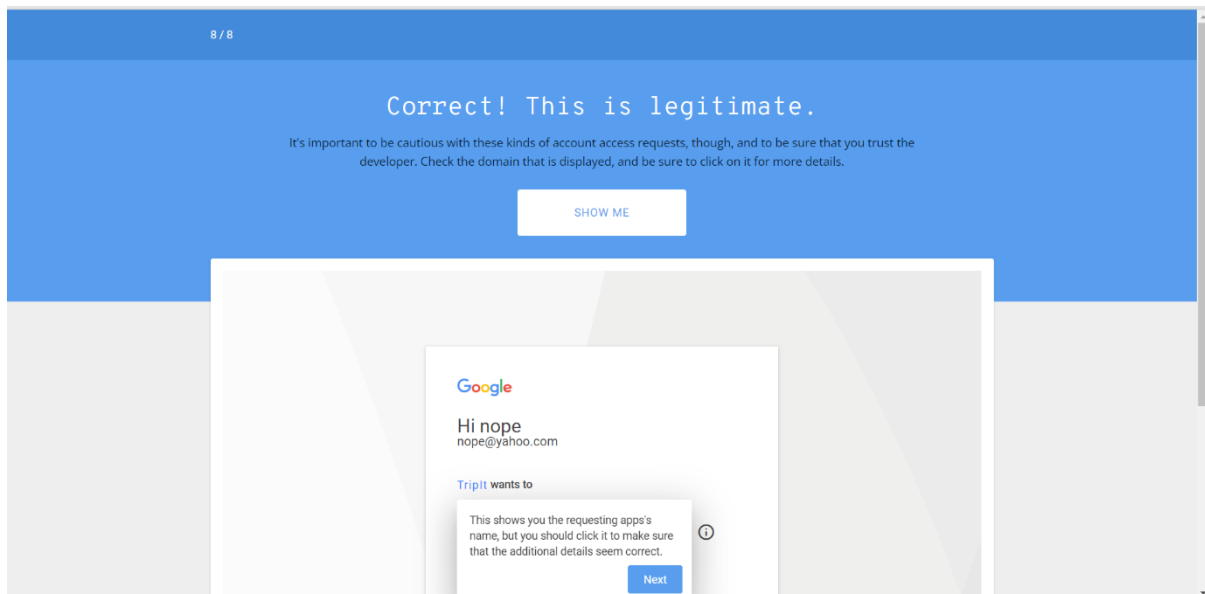 8 / 8
Correct! This is legitimate.
It's important to be cautious with these kinds of account access requests, though, and to be sure that you trust the
developer. Check the domain that is displayed, and be sure to click on it for more details.
SHOW ME
Google
Hi nope
nope@yahoo.com
TripIt wants to
This shows you the requesting apps's
name, but you should click it to make sure
that the additional details seem correct.
Next